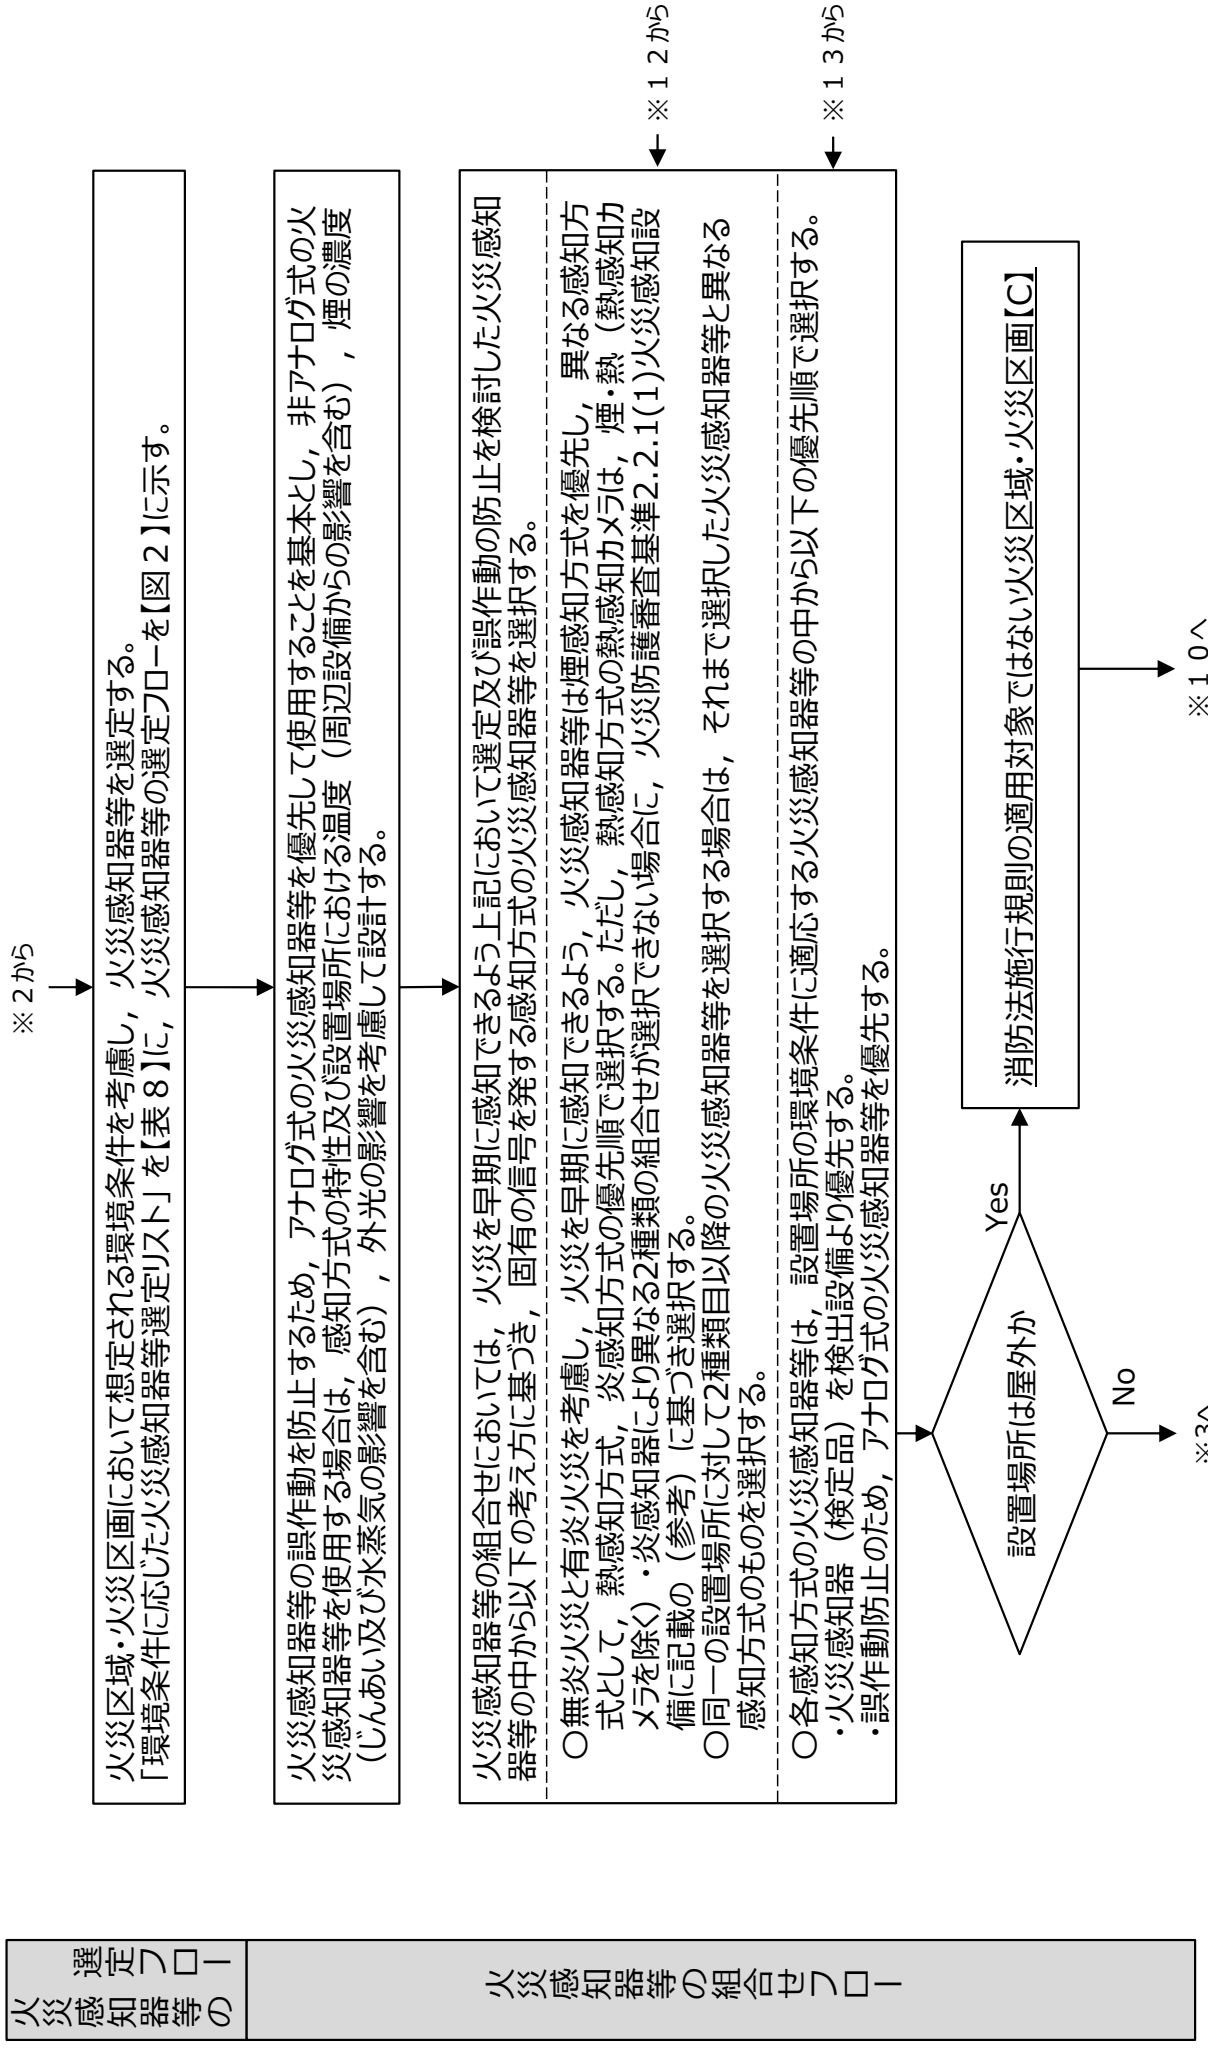 火災感知器等の
選定フロー
火災感知器等の組合せフロー
※2から
火災区域・火災区画において想定される環境条件を考慮し，火災感知器等を選定する。
「環境条件に応じた火災感知器等選定リスト」を【表8】に，火災感知器等の選定フローを【図2】に示す。
火災感知器等の誤作動を防止するため，アナログ式の火災感知器等を優先して使用することを基本とし，非アナログ式の火
災感知器等を使用する場合は，感知方式の特性及び設置場所における温度（周辺設備からの影響を含む），煙の濃度
（じんあい及び水蒸気の影響を含む），外光の影響を考慮して設計する。
火災感知器等の組合せにおいては，火災を早期に感知できるよう上記において選定及び誤作動の防止を検討した火災感知
器等の中から以下の考え方に基づき，固有の信号を発する感知方式の火災感知器等を選択する。
○無炎火災と有炎火災を考慮し，火災を早期に感知できるよう，火災感知器等は煙感知方式を優先し，異なる感知方
式として，熱感知方式，炎感知方式の優先順で選択する。ただし，熱感知方式の熱感知カメラは，煙・熱（熱感知カ
メラを除く）・炎感知器により異なる2種類の組合せが選択できない場合に，火災防護審査基準2.2.1(1)火災感知設
備に記載の（参考）に基づき選択する。
○同一の設置場所に対して2種類目以降の火災感知器等を選択する場合は，それまで選択した火災感知器等と異なる
感知方式のものを選択する。
※12から
○各感知方式の火災感知器等は，設置場所の環境条件に適応する火災感知器等の中から以下の優先順で選択する。
・火災感知器（検定品）を検出設備より優先する。
・誤作動防止のため，アナログ式の火災感知器等を優先する。
※13から
設置場所は屋外か
Yes
消防法施行規則の適用対象ではない火災区域・火災区画【C】
No
※3へ
※10へ